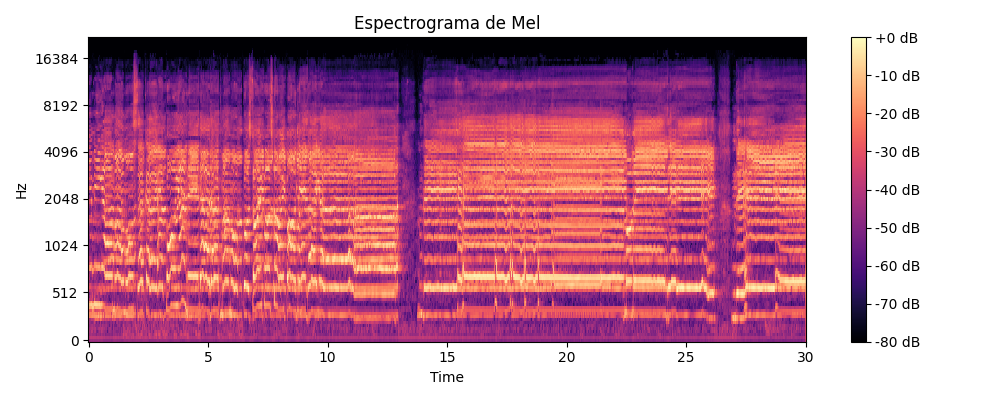 Espectrograma de Mel
Hz
16384
8192
4096
2048
1024
512
0
0 5 10 15 20 25 30
Time
+0 dB
-10 dB
-20 dB
-30 dB
-40 dB
-50 dB
-60 dB
-70 dB
-80 dB